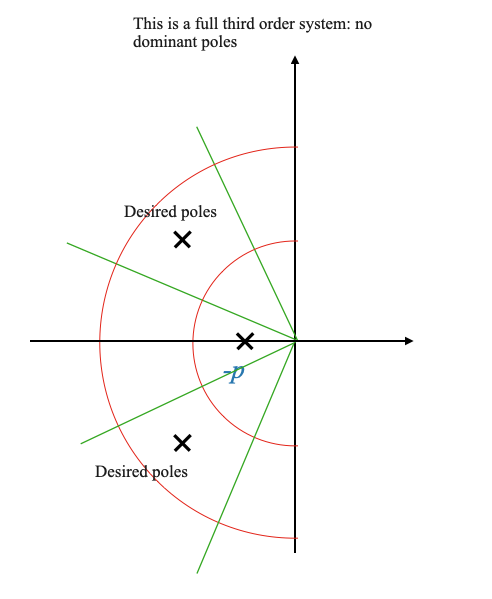 This is a full third order system: no
dominant poles
Desired poles
-p
Desired poles